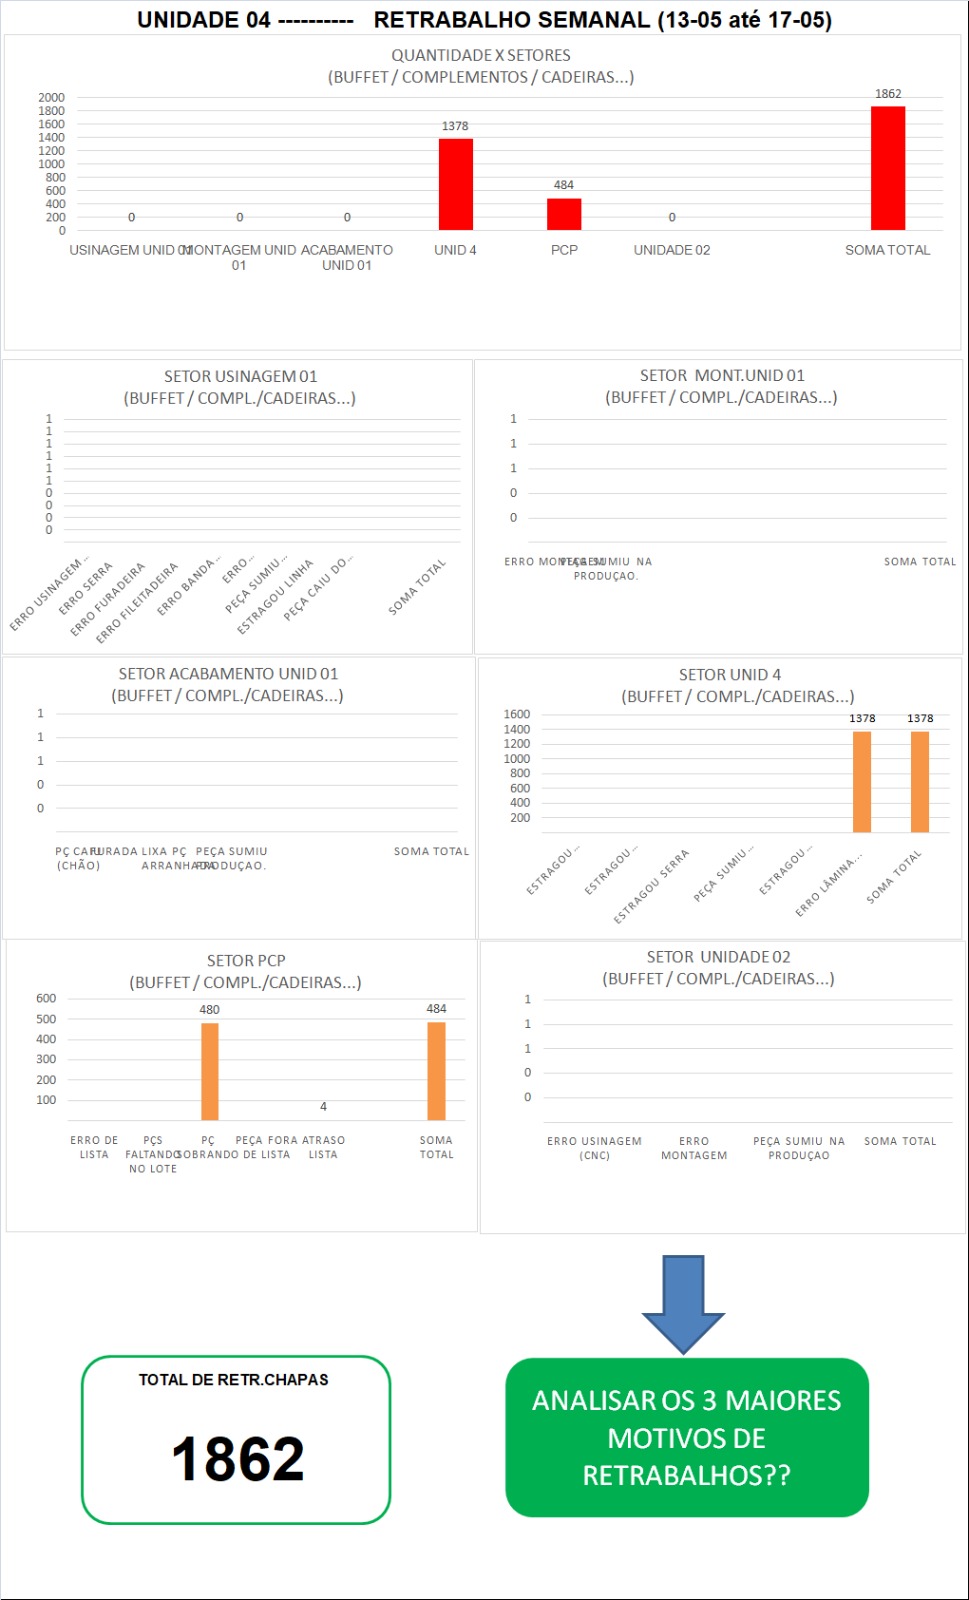 UNIDADE 04 ---------- RETRABALHO SEMANAL (13-05 até 17-05)
QUANTIDADE X SETORES
(BUFFET / COMPLEMENTOS / CADEIRAS...)
2000
1800
1600
1400
1200
1000
800
600
400
200
0
0
0
0
1378
484
0
1862
USINAGEM UNID 01
MONTAGEM UNID
01
ACABAMENTO
UNID 01
UNID 4
PCP
UNIDADE 02
SOMA TOTAL
SETOR USINAGEM 01
(BUFFET / COMPL./CADEIRAS...)
1
1
1
1
1
1
0
0
0
0
ERRO USINAGEM...
ERRO SERRA
ERRO FURADEIRA
ERRO FILEITADEIRA
ERRO BANDA...
ERRO...
PEÇA SUMIU...
ESTRAGOU LINHA
PEÇA CAIU DO...
SOMA TOTAL
SETOR MONT.UNID 01
(BUFFET / COMPL./CADEIRAS...)
1
1
1
0
0
ERRO MONTAGEM
PEÇA SUMIU NA
PRODUÇAO.
SOMA TOTAL
SETOR ACABAMENTO UNID 01
(BUFFET / COMPL./CADEIRAS...)
1
1
1
0
0
PÇ CAIU
(CHÃO)
FURADA LIXA
PÇ
ARRANHADA
PEÇA SUMIU
PRODUÇAO.
SOMA TOTAL
SETOR UNID 4
(BUFFET / COMPL./CADEIRAS...)
1600
1400
1200
1000
800
600
400
200
1378
1378
ESTRAGOU...
ESTRAGOU...
ESTRAGOU SERRA
PEÇA SUMIU...
ESTRAGOU...
ERRO LÂMINA...
SOMA TOTAL
SETOR PCP
(BUFFET / COMPL./CADEIRAS...)
600
500
400
300
200
100
480
4
484
ERRO DE
LISTA
PÇS
FALTANDO
NO LOTE
PÇ
SOBRANDO
PEÇA FORA
DE LISTA
ATRASO
LISTA
SOMA
TOTAL
SETOR UNIDADE 02
(BUFFET / COMPL./CADEIRAS...)
1
1
1
0
0
ERRO USINAGEM
(CNC)
ERRO
MONTAGEM
PEÇA SUMIU NA
PRODUÇAO
SOMA TOTAL
TOTAL DE RETR.CHAPAS
1862
ANALISAR OS 3 MAIORES
MOTIVOS DE
RETRABALHOS??